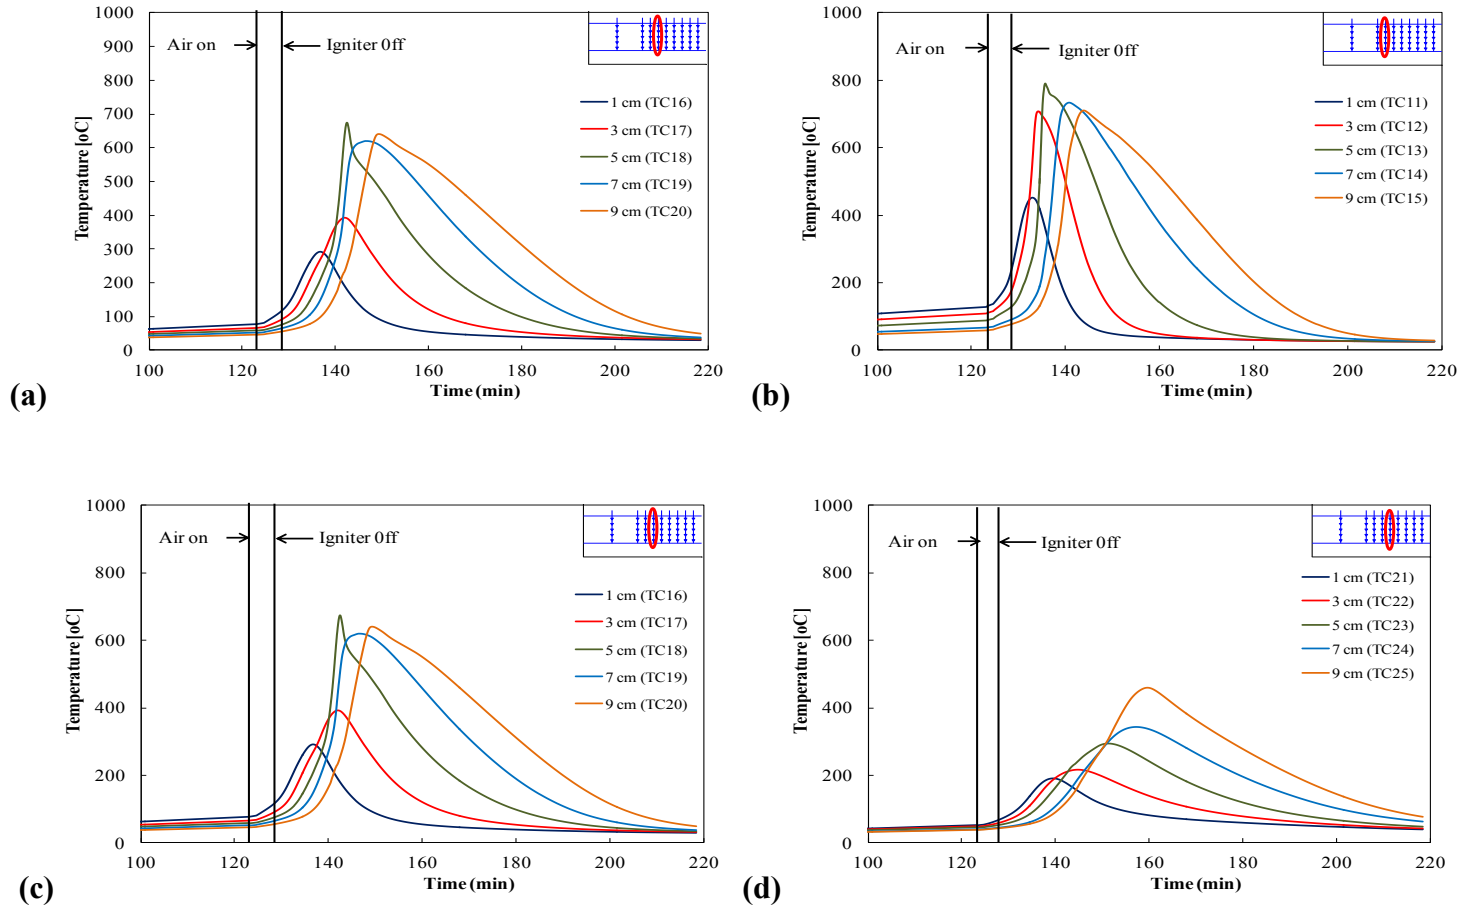 1000
900
800
700
600
500
400
300
200
100
0
Temperature [oC]
Air on
Igniter 0ff
1 cm (TC16)
3 cm (TC17)
5 cm (TC18)
7 cm (TC19)
9 cm (TC20)
100 120 140 160 180 200 220
Time (min)
(a)
1000
800
600
400
200
0
Temperature [oC]
Air on
Igniter 0ff
1 cm (TC11)
3 cm (TC12)
5 cm (TC13)
7 cm (TC14)
9 cm (TC15)
100 120 140 160 180 200 220
Time (min)
(b)
1000
800
600
400
200
0
Temperature [oC]
Air on
Igniter 0ff
1 cm (TC16)
3 cm (TC17)
5 cm (TC18)
7 cm (TC19)
9 cm (TC20)
100 120 140 160 180 200 220
Time (min)
(c)
1000
800
600
400
200
0
Temperature [oC]
Air on
Igniter 0ff
1 cm (TC21)
3 cm (TC22)
5 cm (TC23)
7 cm (TC24)
9 cm (TC25)
100 120 140 160 180 200 220
Time (min)
(d)